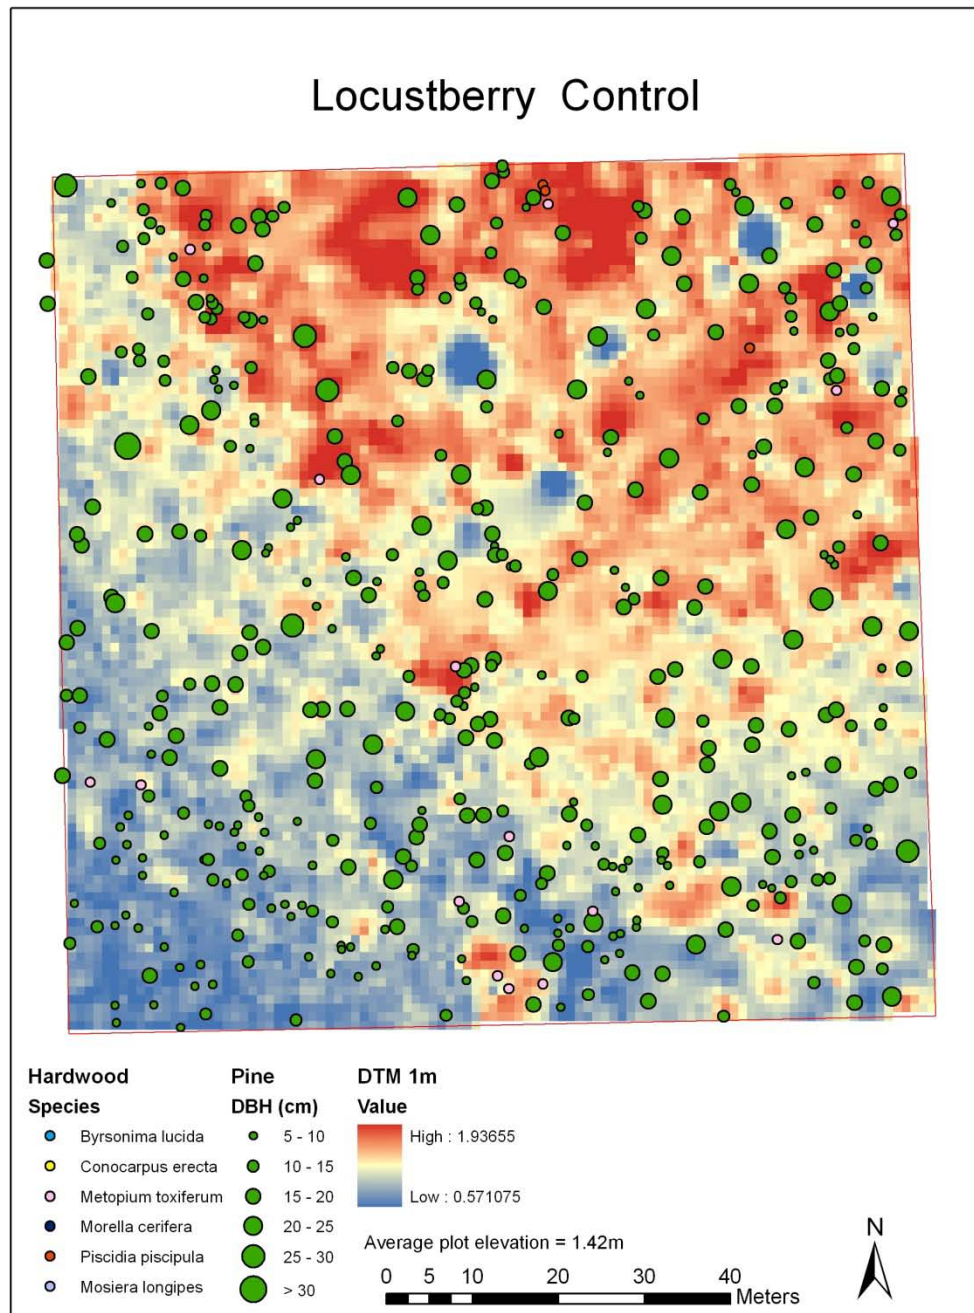 Locustberry Control
Hardwood
Species
Byrsonima lucida
Conocarpus erecta
Metopium toxiferum
Morella cerifera
Piscidia piscipula
Mosiera longipes
Pine
DBH (cm)
5 - 10
10 - 15
15 - 20
20 - 25
25 - 30
> 30
DTM 1m
Value
High : 1.93655
Low : 0.571075
Average plot elevation = 1.42m
0 5 10 20 30 40
Meters
N